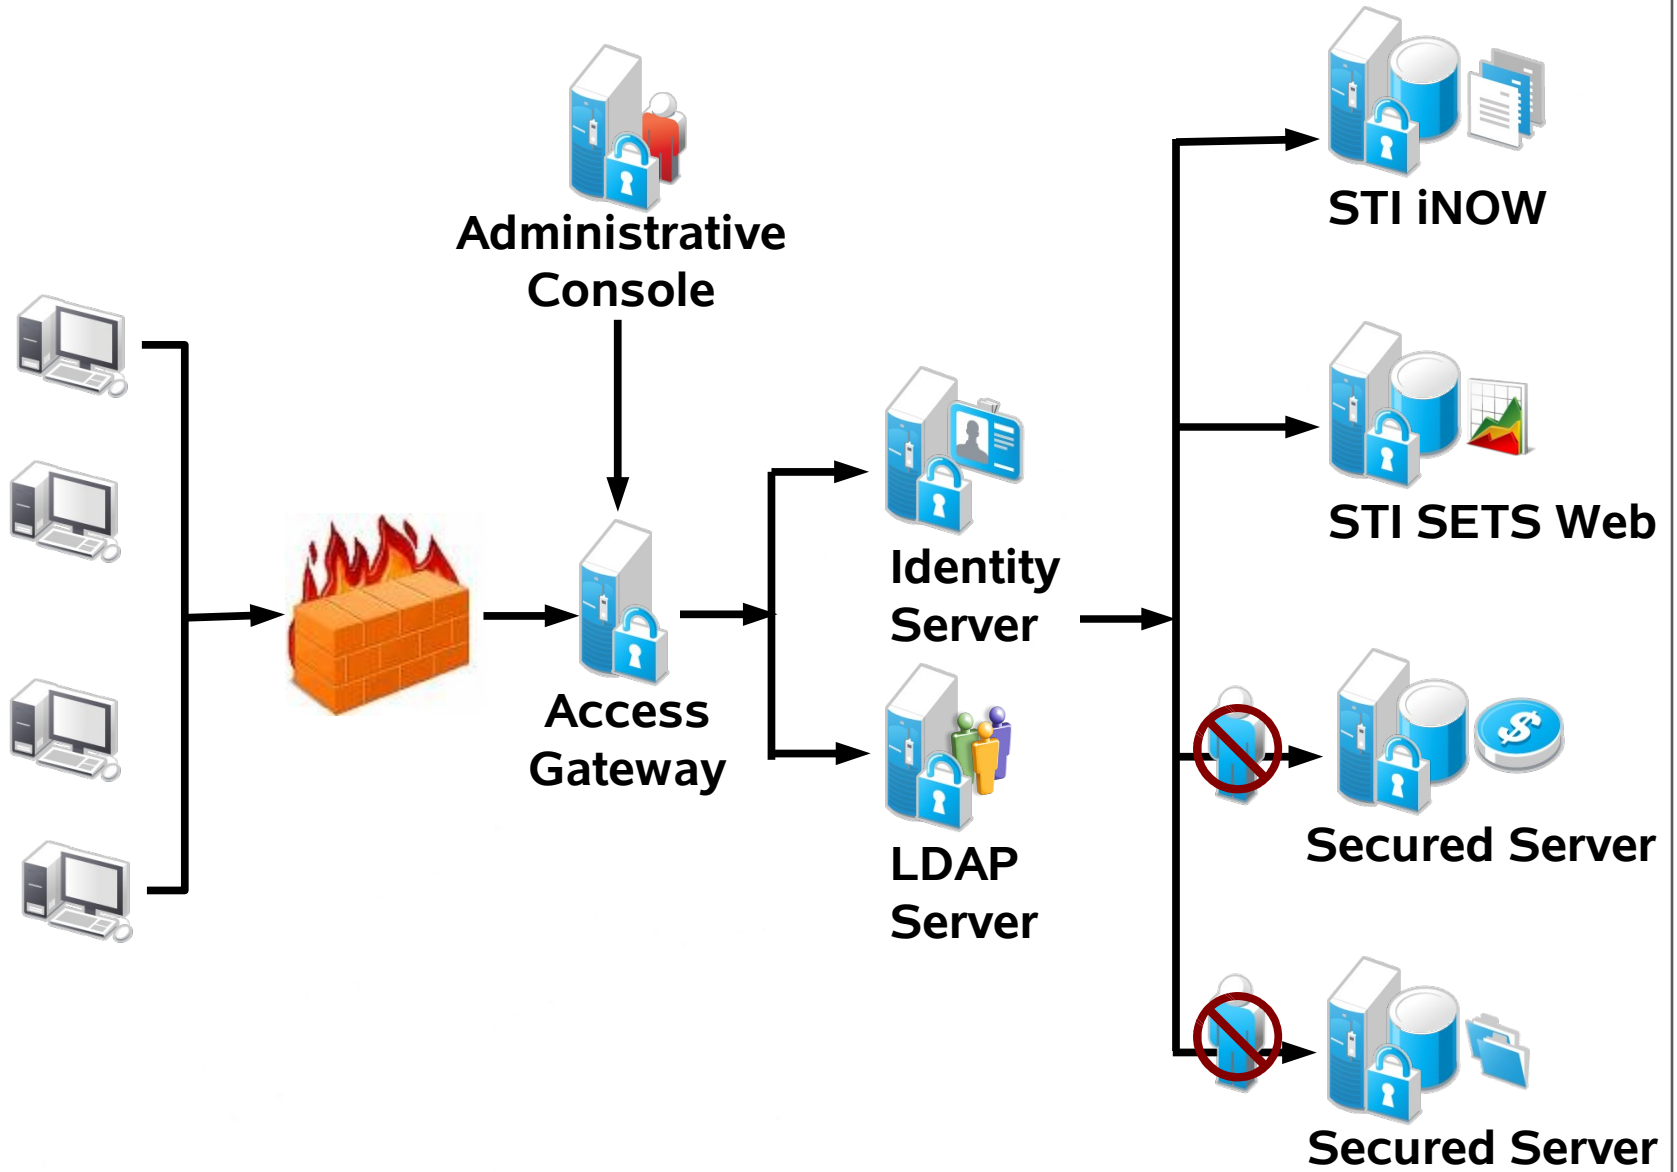 Administrative
Console
Access
Gateway
Identity
Server
LDAP
Server
STI iNOW
STI SETS Web
$
Secured Server
Secured Server